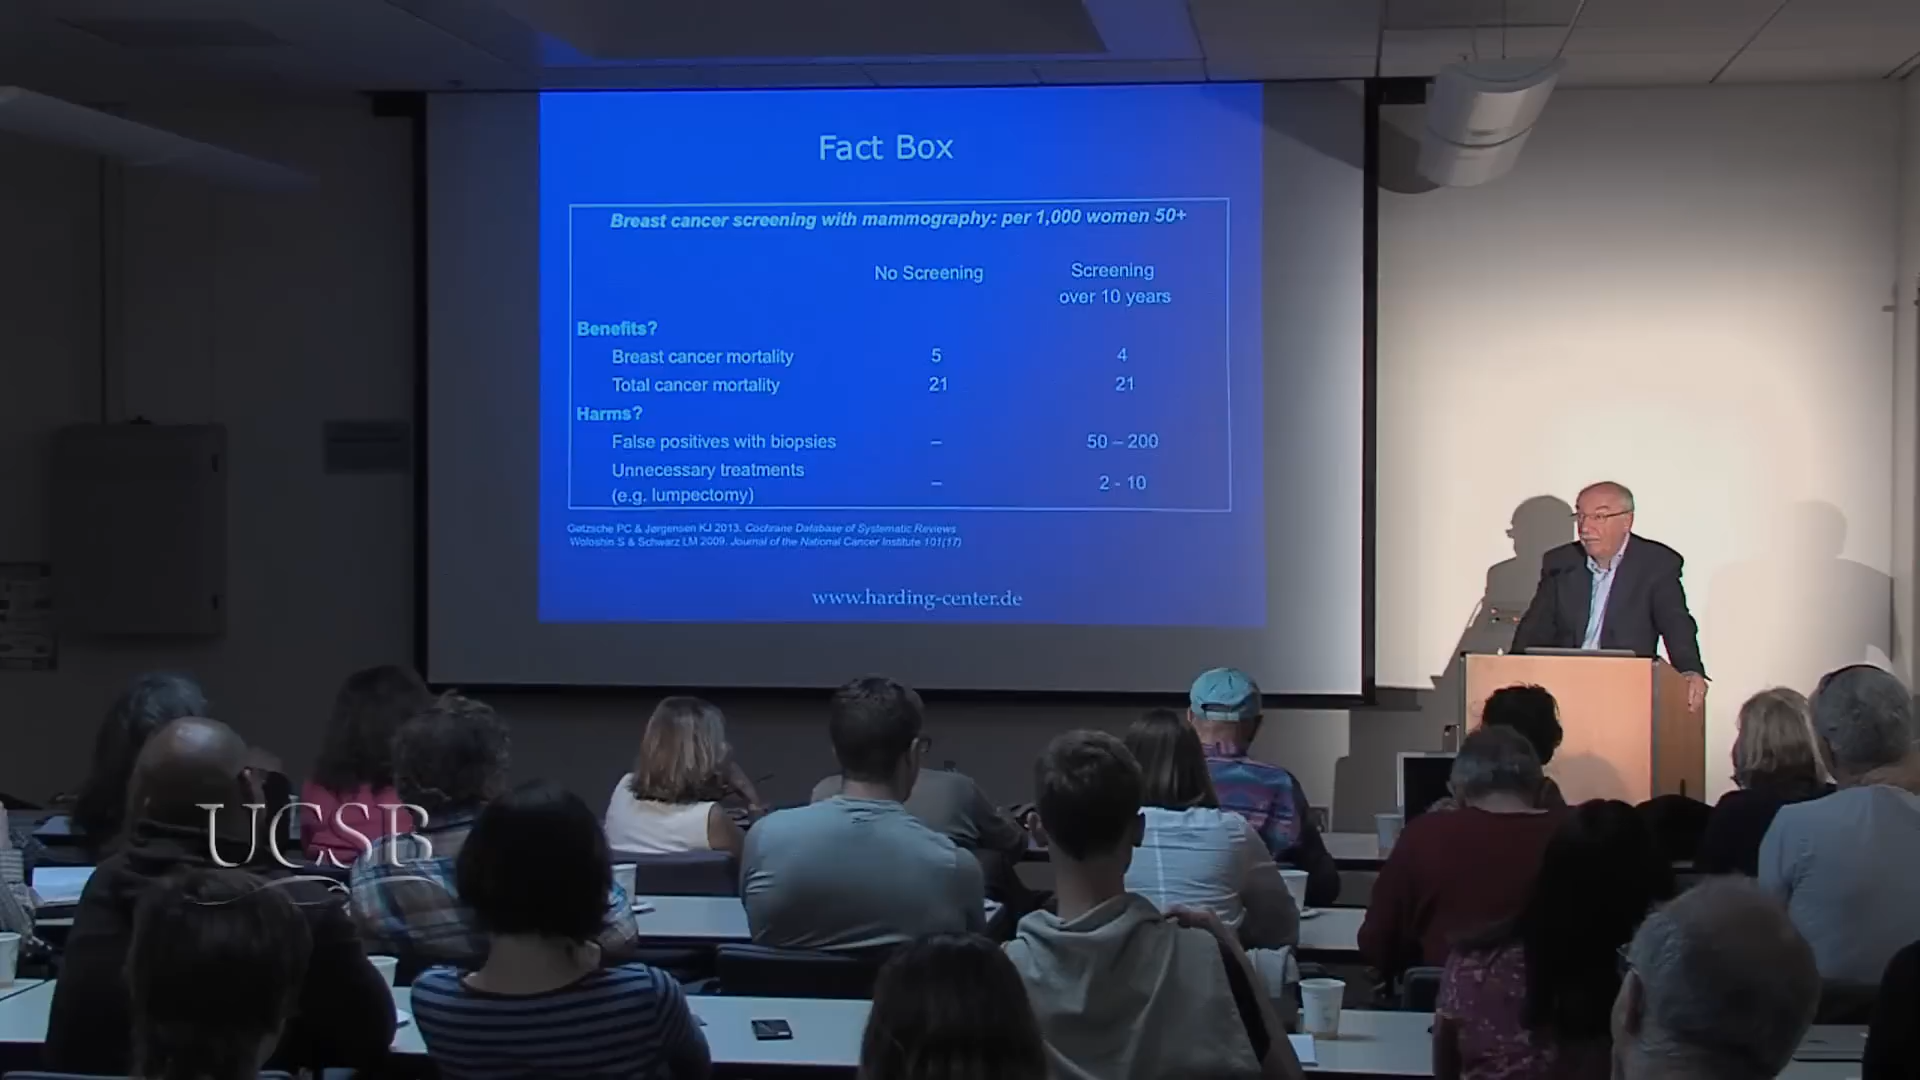 Fact Box
Breast cancer screening with mammography: per 1,000 women 50+
No Screening Screening
over 10 years
Benefits?
Breast cancer mortality 5 4
Total cancer mortality 21 21
Harms?
False positives with biopsies – 50 – 200
Unnecessary treatments
(e.g. lumpectomy) – 2 - 10
Gøtzsche PC & Jørgensen KJ 2013. Cochrane Database of Systematic Reviews
Woloshin S & Schwarz LM 2009. Journal of the National Cancer Institute 101(17)
www.harding-center.de
UCSB